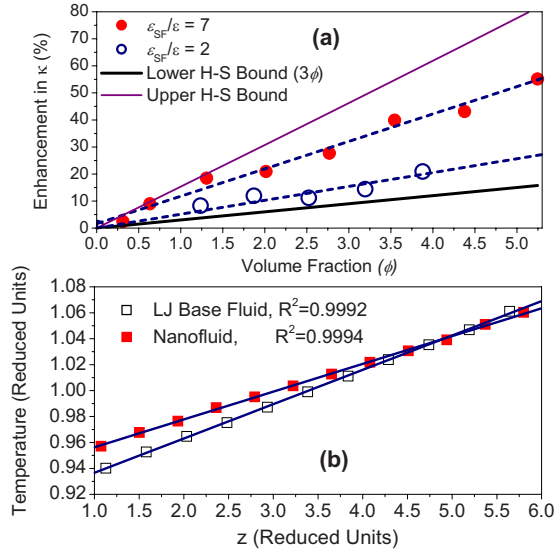 (a)
ε_SF/ε = 7
ε_SF/ε = 2
Lower H-S Bound (3ϕ)
Upper H-S Bound
Enhancement in κ (%)
80
70
60
50
40
30
20
10
0
0.0 0.5 1.0 1.5 2.0 2.5 3.0 3.5 4.0 4.5 5.0
Volume Fraction (ϕ)
LJ Base Fluid, R²=0.9992
Nanofluid, R²=0.9994
(b)
Temperature (Reduced Units)
1.08
1.06
1.04
1.02
1.00
0.98
0.96
0.94
0.92
1.0 1.5 2.0 2.5 3.0 3.5 4.0 4.5 5.0 5.5 6.0
z (Reduced Units)